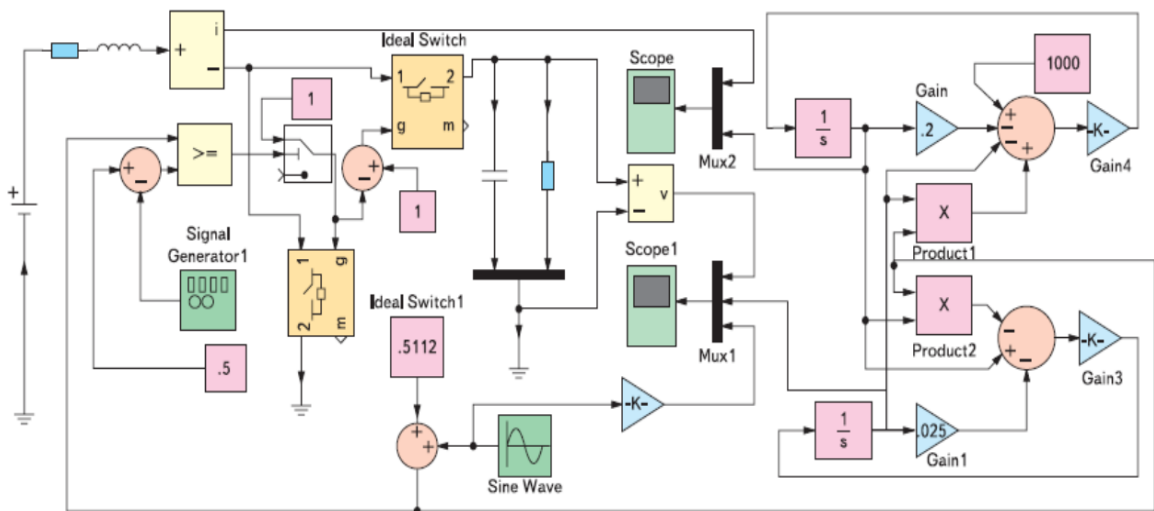 i
+
−
Ideal Switch
1
2
g
m
1
>=
+
−
+
−
1
+
Signal
Generator1
1
g
2
m
Ideal Switch1
.5
.5112
+
+
Sine Wave
-K-
Scope
Mux2
+
−
v
Scope1
Mux1
1
s
Gain
.2
1000
+
−
−
+
-K-
Gain4
X
Product1
X
Product2
−
+
−
-K-
Gain3
1
s
.025
Gain1